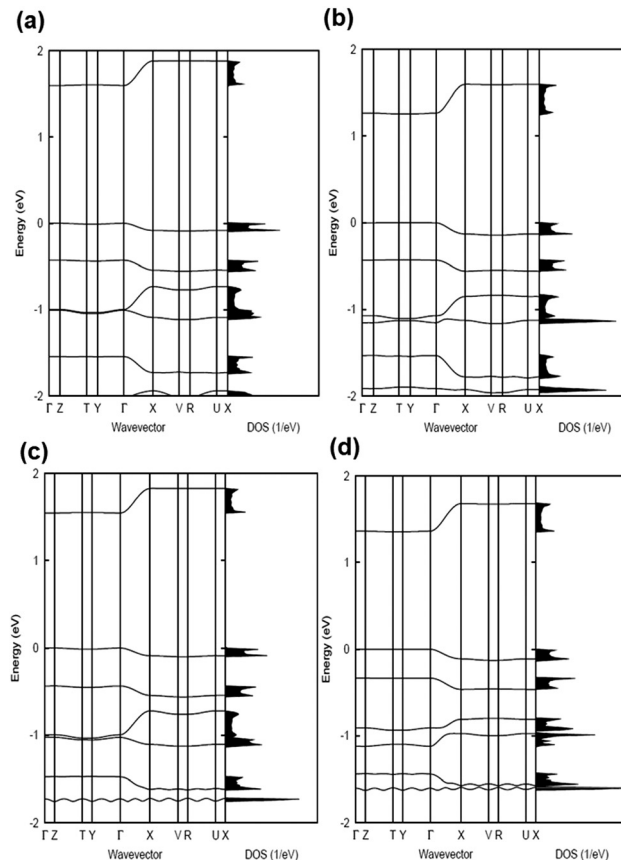 (a)
2
1
0
-1
-2
Energy (eV)
Γ Z T Y Γ X V R U X
Wavevector DOS (1/eV)
(b)
2
1
0
-1
-2
Energy (eV)
Γ Z T Y Γ X V R U X
Wavevector DOS (1/eV)
(c)
2
1
0
-1
-2
Energy (eV)
Γ Z T Y Γ X V R U X
Wavevector DOS (1/eV)
(d)
2
1
0
-1
-2
Energy (eV)
Γ Z T Y Γ X V R U X
Wavevector DOS (1/eV)